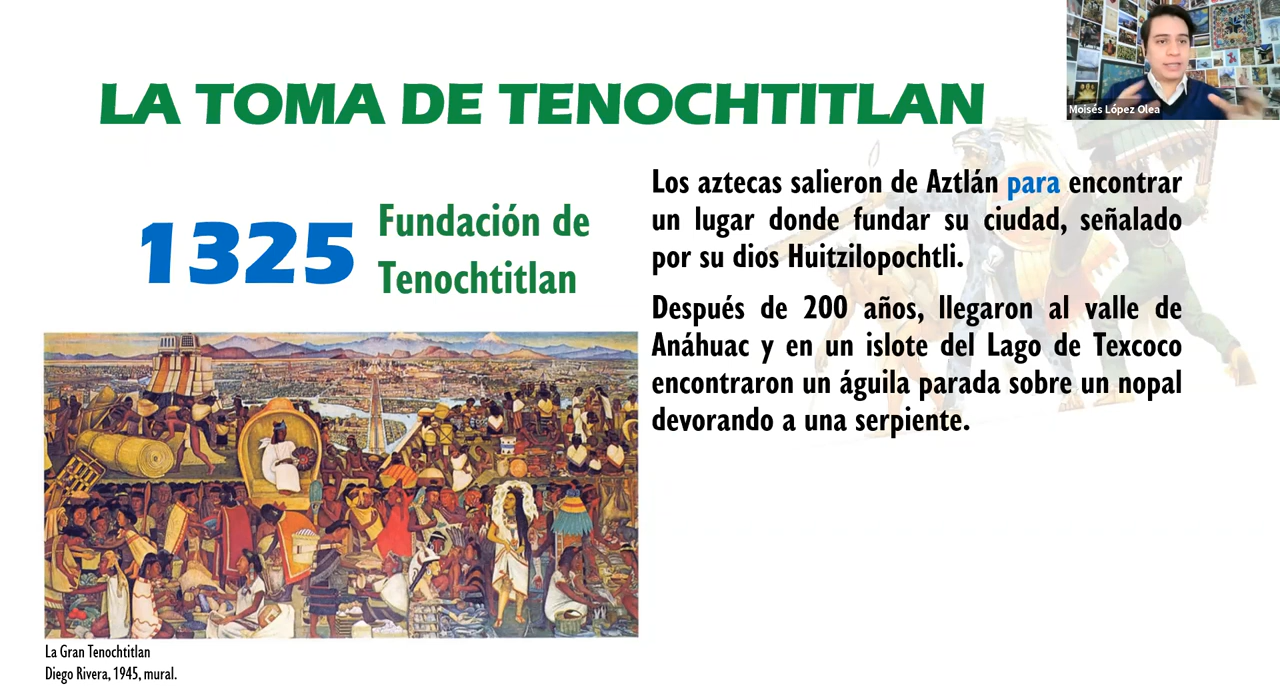 Moisés López Olea
LA TOMA DE TENOCHTITLAN
1325
Fundación de
Tenochtitlan
Los aztecas salieron de Aztlán para encontrar
un lugar donde fundar su ciudad, señalado
por su dios Huitzilopochtli.
Después de 200 años, llegaron al valle de
Anáhuac y en un islote del Lago de Texcoco
encontraron un águila parada sobre un nopal
devorando a una serpiente.
La Gran Tenochtitlan
Diego Rivera, 1945, mural.